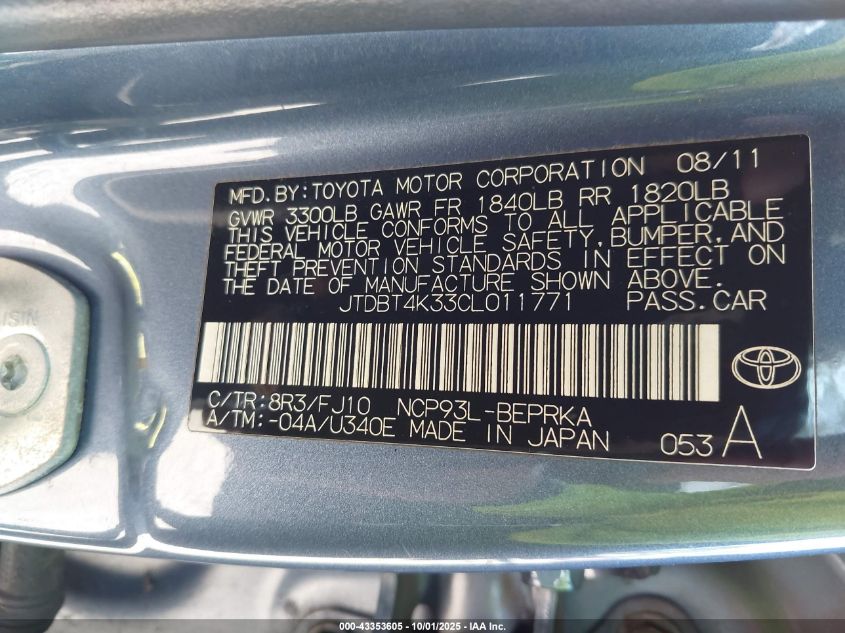 MFD. BY: TOYOTA MOTOR CORPORATION 08/11
GVWR 3300LB GAWR FR 1840LB RR 1820LB
THIS VEHICLE CONFORMS TO ALL APPLICABLE
FEDERAL MOTOR VEHICLE SAFETY, BUMPER, AND
THEFT PREVENTION STANDARDS IN EFFECT ON
THE DATE OF MANUFACTURE SHOWN ABOVE.
JTDBT4K33CL011771 PASS. CAR
C/TR: 8R3/FJ10 NCP93L-BEPRKA
A/TM: -04A/U340E MADE IN JAPAN 053 A
000-43353605 - 10/01/2025 - IAA Inc.